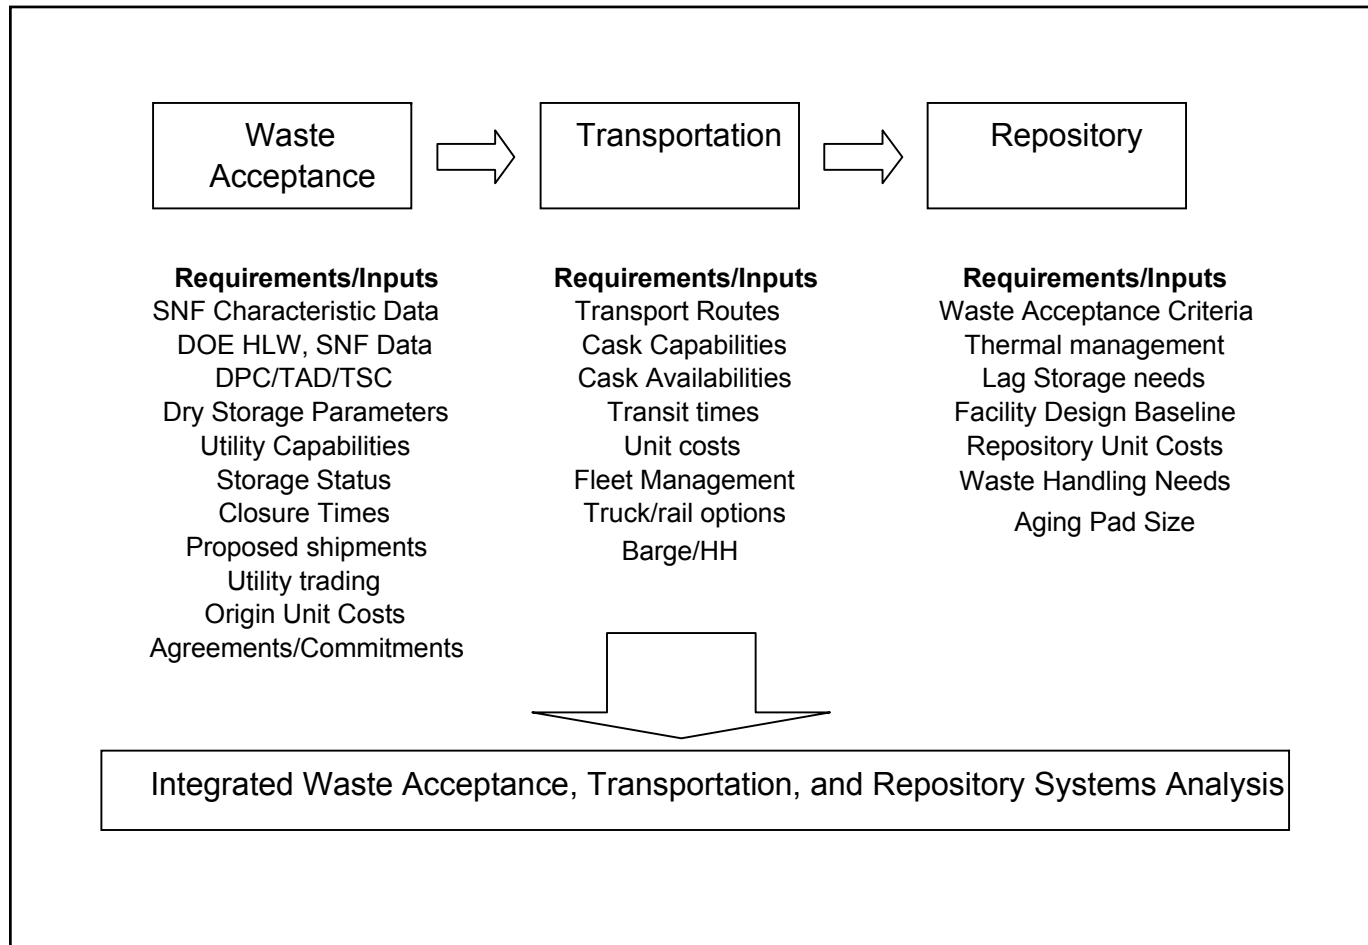 Waste
Acceptance
Transportation
Repository
Requirements/Inputs
SNF Characteristic Data
DOE HLW, SNF Data
DPC/TAD/TSC
Dry Storage Parameters
Utility Capabilities
Storage Status
Closure Times
Proposed shipments
Utility trading
Origin Unit Costs
Agreements/Commitments
Requirements/Inputs
Transport Routes
Cask Capabilities
Cask Availabilities
Transit times
Unit costs
Fleet Management
Truck/rail options
Barge/HH
Requirements/Inputs
Waste Acceptance Criteria
Thermal management
Lag Storage needs
Facility Design Baseline
Repository Unit Costs
Waste Handling Needs
Aging Pad Size
Integrated Waste Acceptance, Transportation, and Repository Systems Analysis